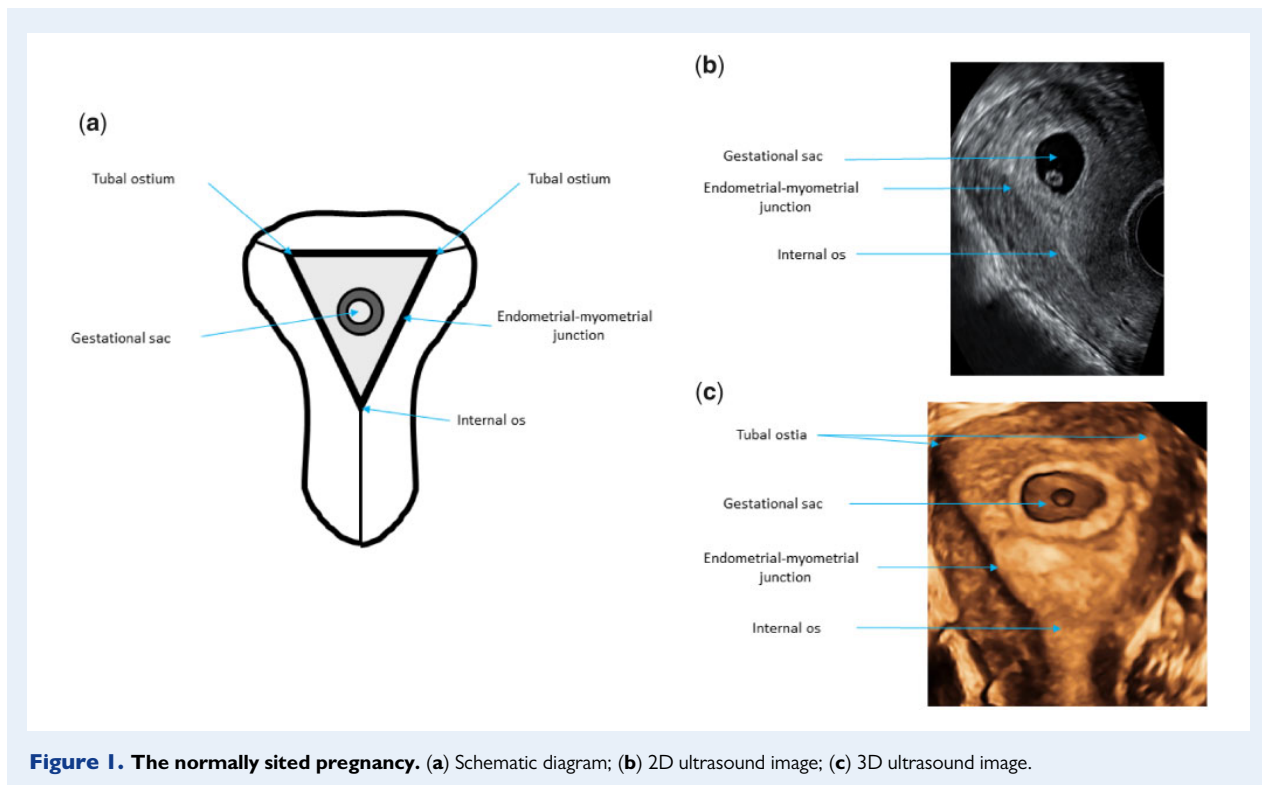 (a)
Tubal ostium
Tubal ostium
Gestational sac
Endometrial-myometrial
junction
Internal os
(b)
Gestational sac
Endometrial-myometrial
junction
Internal os
(c)
Tubal ostia
Gestational sac
Endometrial-myometrial
junction
Internal os
Figure 1. The normally sited pregnancy. (a) Schematic diagram; (b) 2D ultrasound image; (c) 3D ultrasound image.